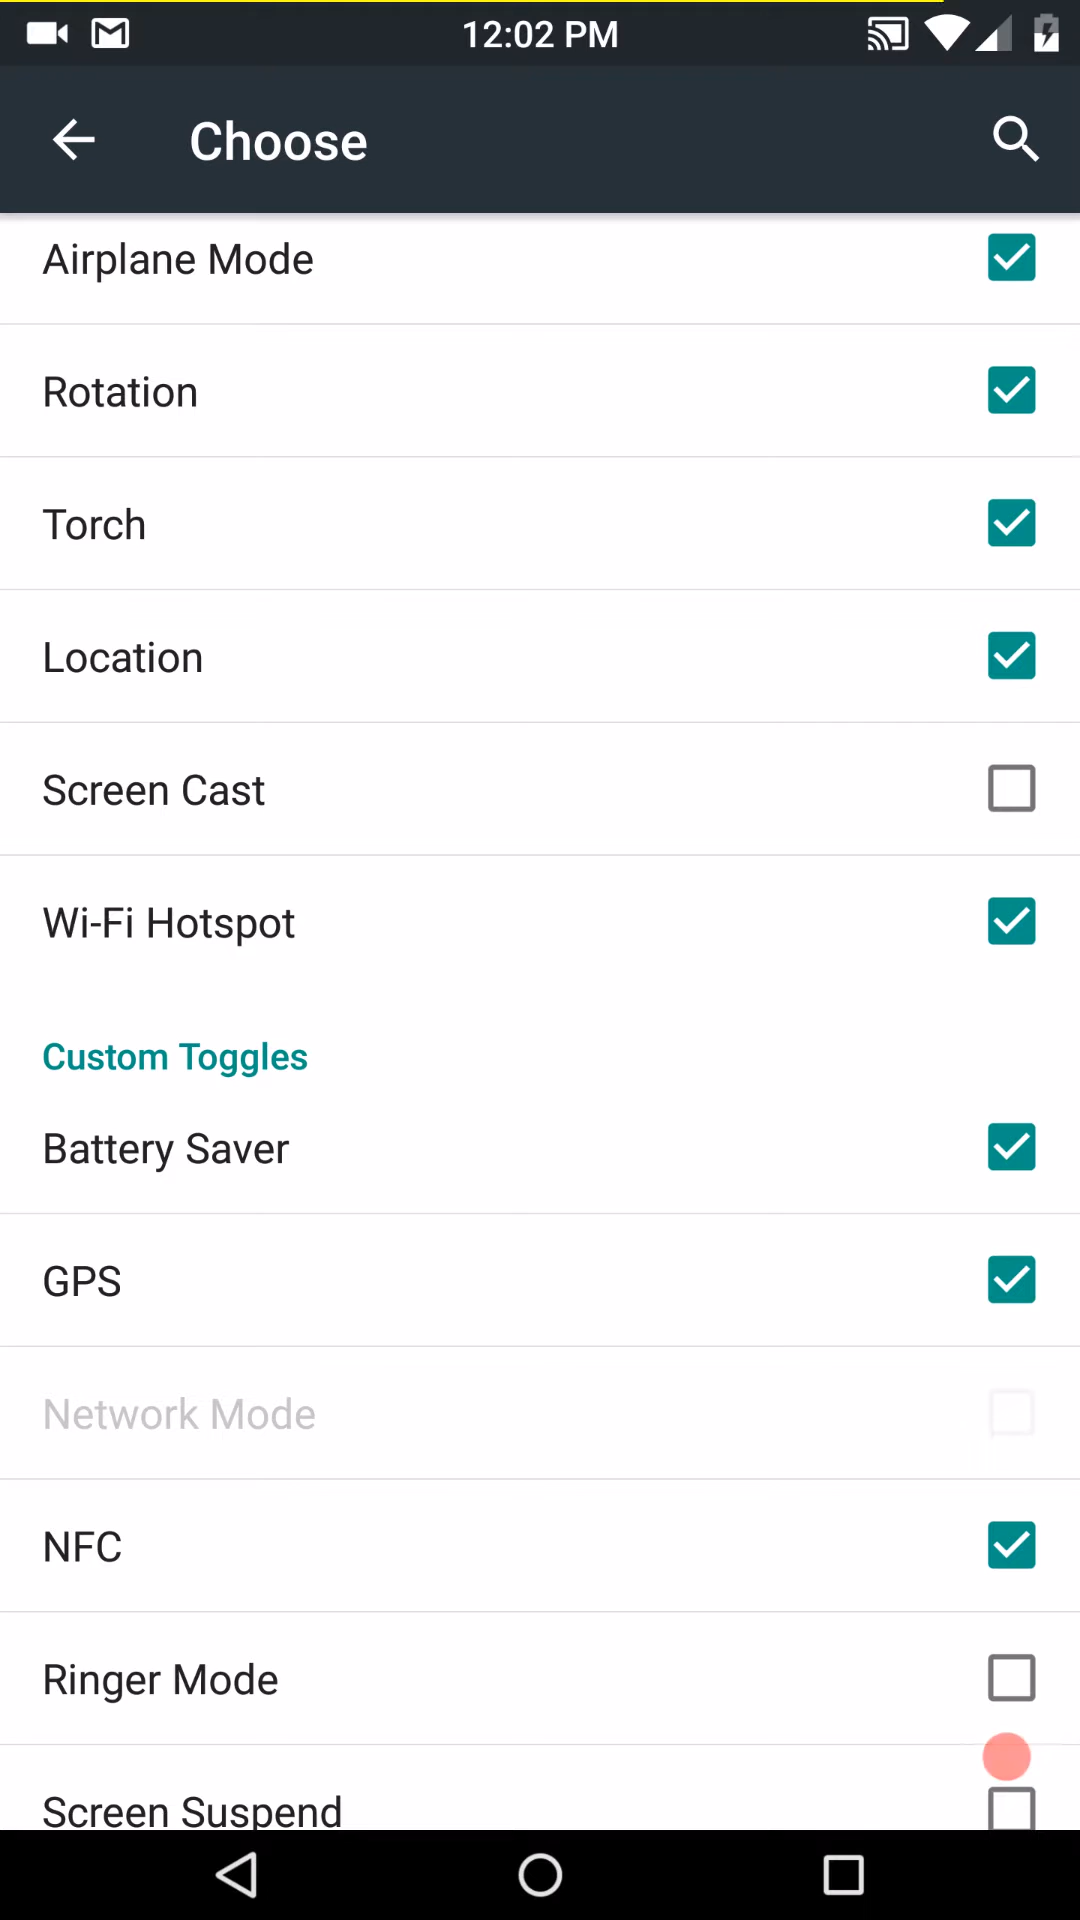 12:02 PM
Choose
Airplane Mode
Rotation
Torch
Location
Screen Cast
Wi-Fi Hotspot
Custom Toggles
Battery Saver
GPS
Network Mode
NFC
Ringer Mode
Screen Suspend